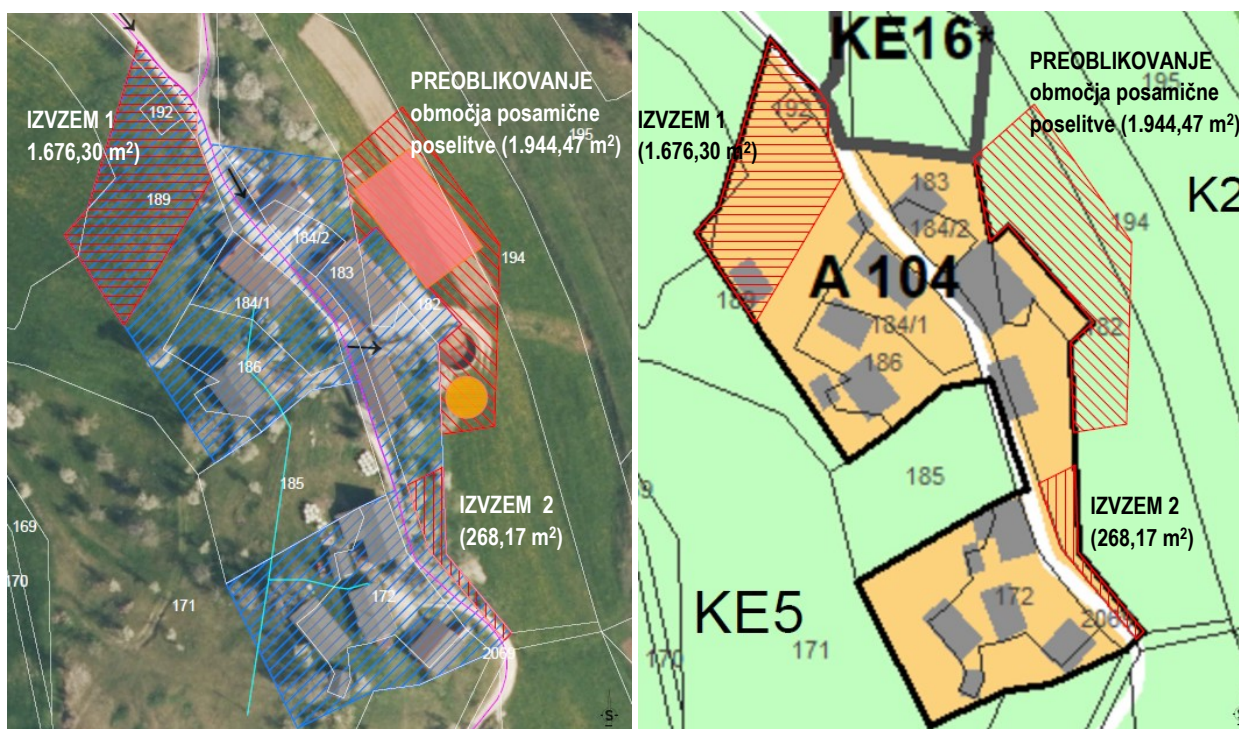 PREOBLIKOVANJE
območja posamične
poselitve (1.944,47 m²)
195
IZVZEM 1
1.676,30 m²)
192
189
184/2
183
194
182
184/1
186
185
IZVZEM 2
(268,17 m²)
169
170
171
172
206
-S-
KE16*
PREOBLIKOVANJE
območja posamične
poselitve (1.944,47 m²)
195
IZVZEM 1
(1.676,30 m²)
192
K2
183
184/2
194
A 104
189
182
184/1
186
185
IZVZEM 2
(268,17 m²)
KE5
172
206
171
170